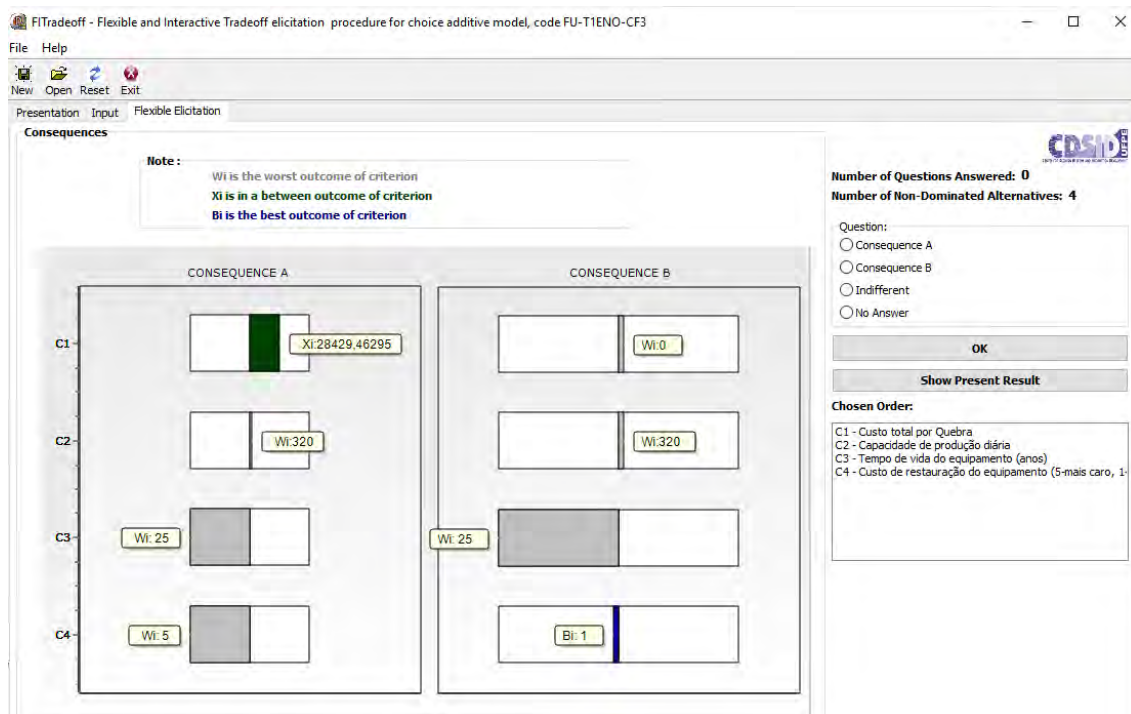 FITradeoff - Flexible and Interactive Tradeoff elicitation procedure for choice additive model, code FU-T1ENO-CF3
File Help
New Open Reset Exit
Presentation Input Flexible Elicitation
Consequences
Note :
Wi is the worst outcome of criterion
Xi is in a between outcome of criterion
Bi is the best outcome of criterion
CDSID UFPE
Number of Questions Answered: 0
Number of Non-Dominated Alternatives: 4
Question:
Consequence A
Consequence B
Indifferent
No Answer
OK
Show Present Result
Chosen Order:
C1 - Custo total por Quebra
C2 - Capacidade de produção diária
C3 - Tempo de vida do equipamento (anos)
C4 - Custo de restauração do equipamento (5-mais caro, 1-
CONSEQUENCE A CONSEQUENCE B
C1 Xi:28429,46295 Wi:0
C2 Wi:320 Wi:320
C3 Wi: 25 Wi: 25
C4 Wi: 5 Bi: 1